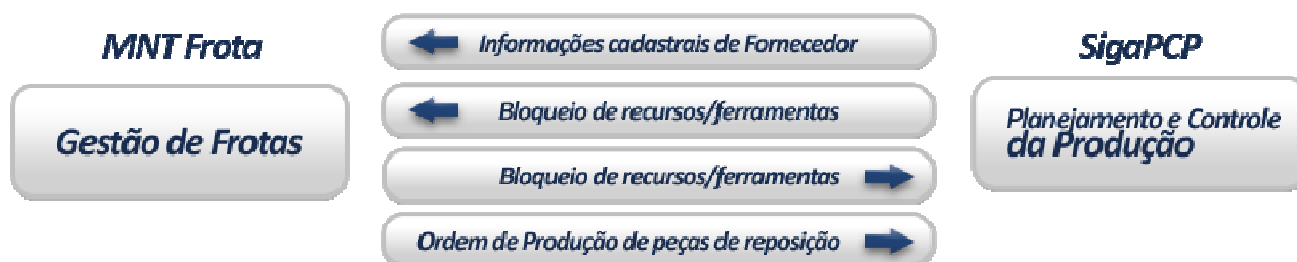 MNT Frota
Gestão de Frotas
Informações cadastrais de Fornecedor
Bloqueio de recursos/ferramentas
Bloqueio de recursos/ferramentas
Ordem de Produção de peças de reposição
SigaPCP
Planejamento e Controle
da Produção